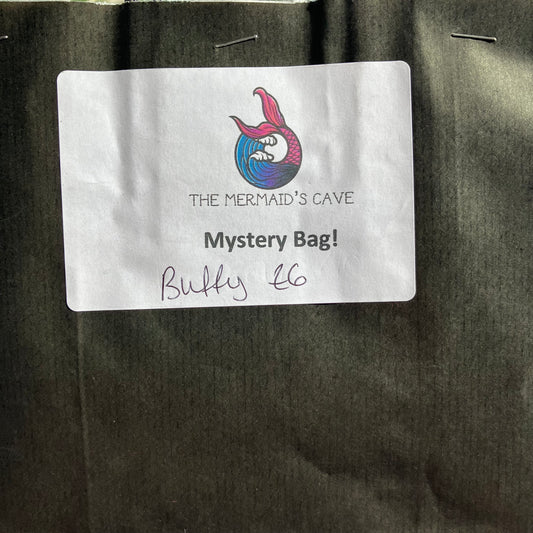 THE MERMAID'S CAVE
Mystery Bag!
Buffy £6